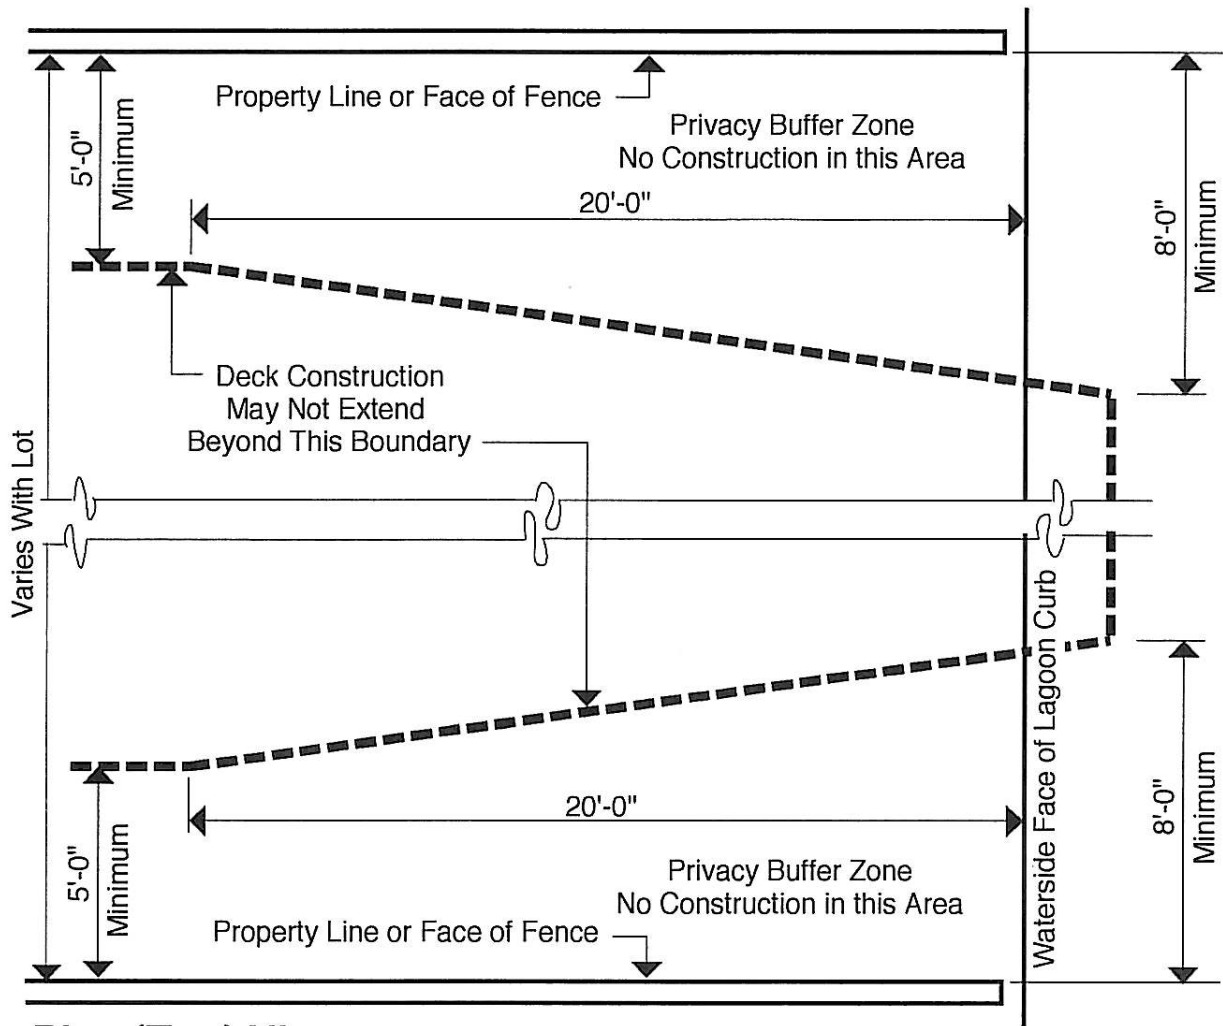 Property Line or Face of Fence
Privacy Buffer Zone
No Construction in this Area
5'-0"
Minimum
20'-0"
8'-0"
Minimum
Deck Construction
May Not Extend
Beyond This Boundary
Varies With Lot
Waterside Face of Lagoon Curb
20'-0"
5'-0"
Minimum
8'-0"
Minimum
Privacy Buffer Zone
No Construction in this Area
Property Line or Face of Fence